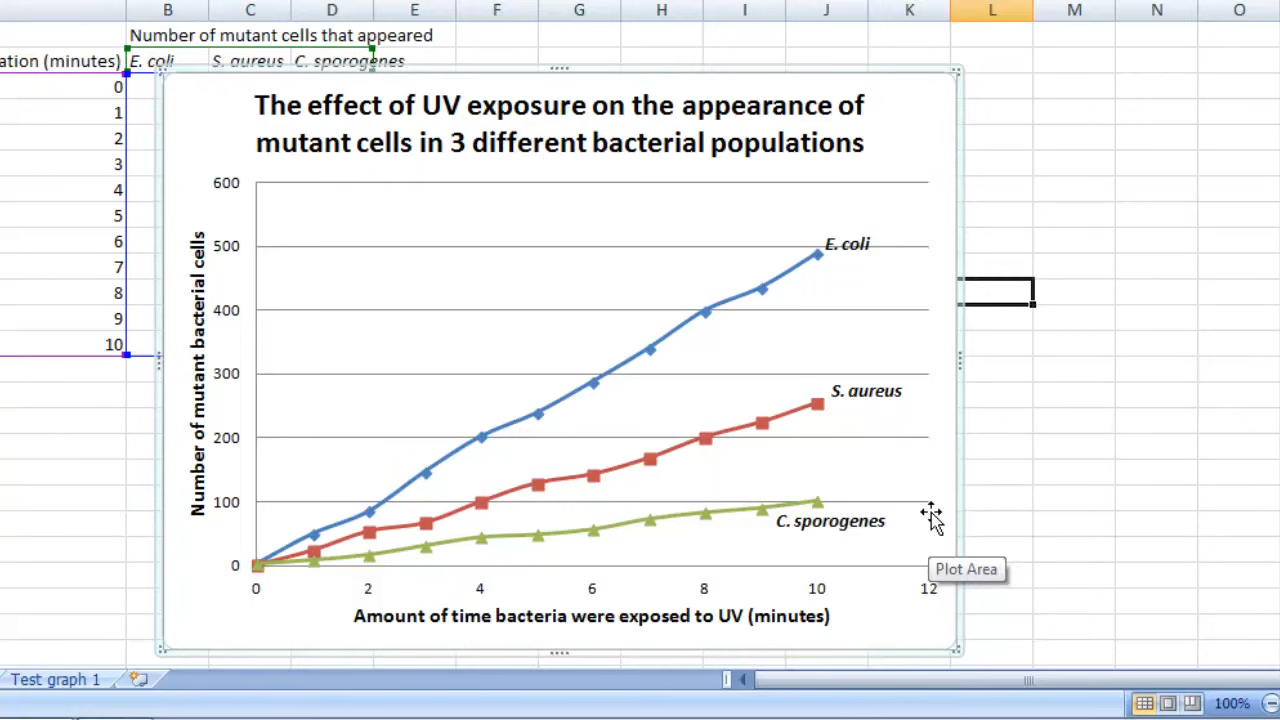 B C D E F G H I J K L M N O
Number of mutant cells that appeared
ation (minutes) E. coli S. aureus C. sporogenes
0
1
2
3
4
5
6
7
8
9
10
The effect of UV exposure on the appearance of
mutant cells in 3 different bacterial populations
Number of mutant bacterial cells
600
500
400
300
200
100
0
E. coli
S. aureus
C. sporogenes
Plot Area
0 2 4 6 8 10 12
Amount of time bacteria were exposed to UV (minutes)
Test graph 1
100%